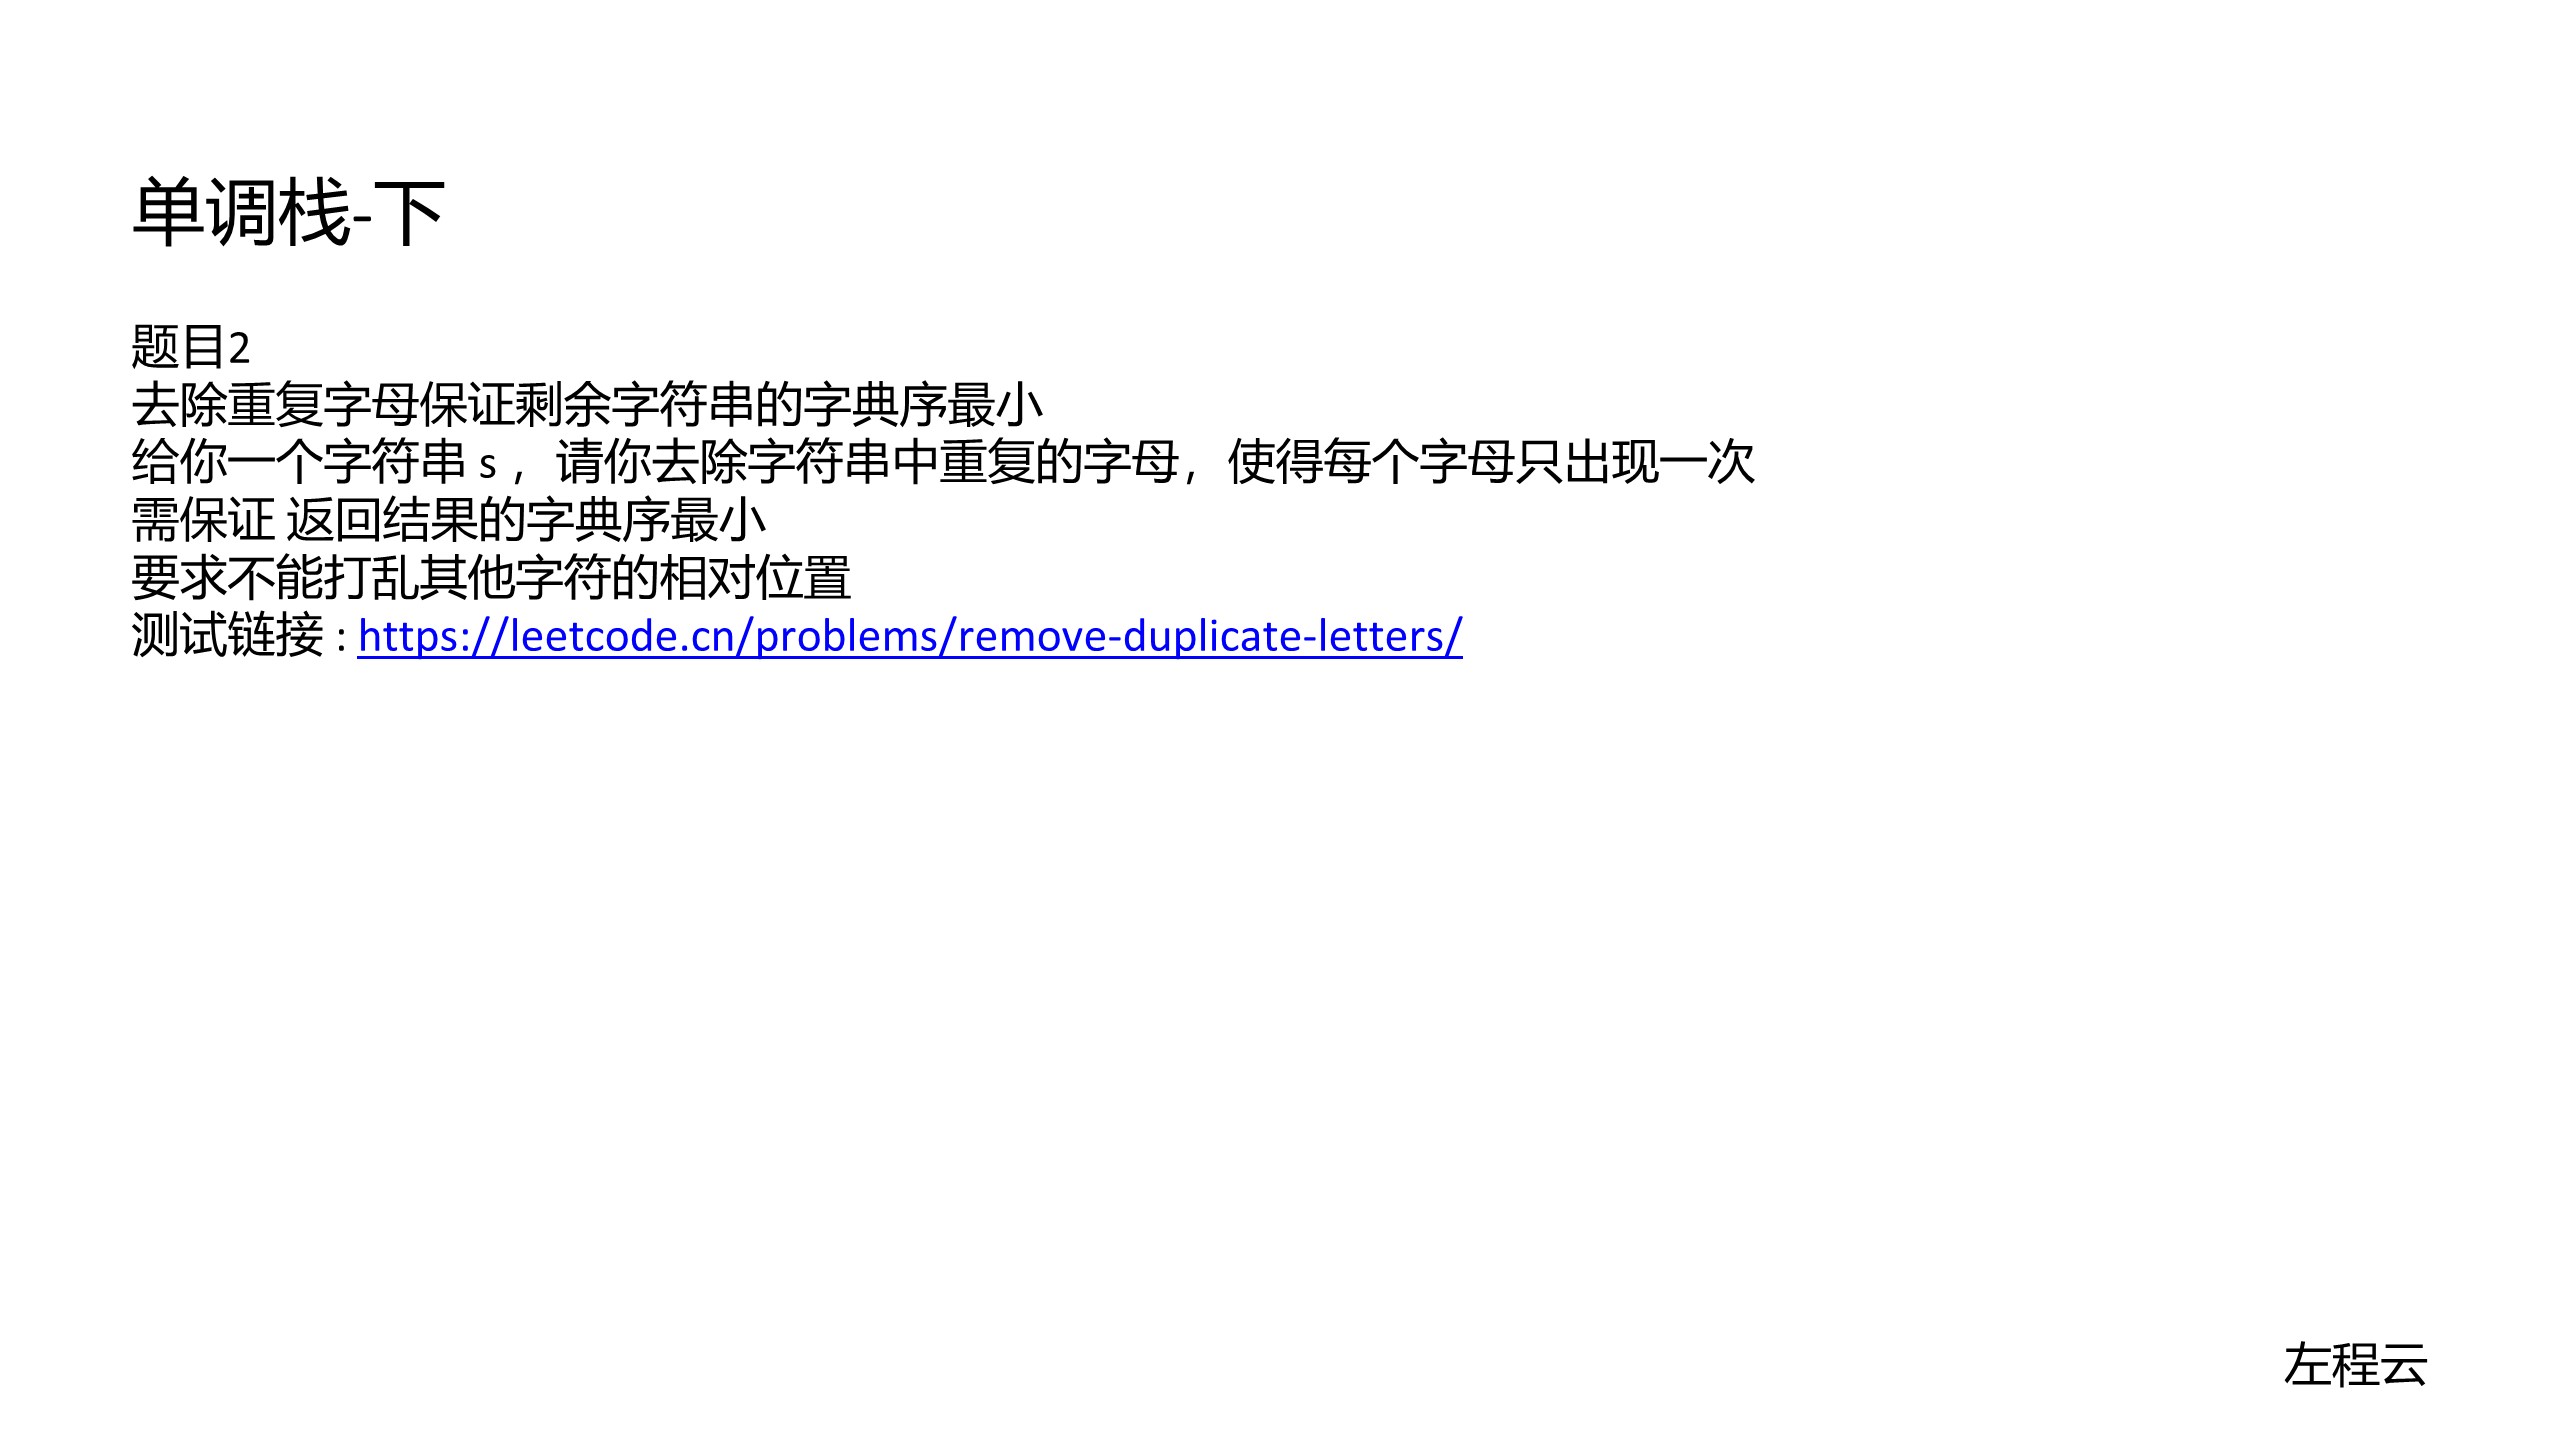 单调栈-下
题目2
去除重复字母保证剩余字符串的字典序最小
给你一个字符串 s ，请你去除字符串中重复的字母，使得每个字母只出现一次
需保证 返回结果的字典序最小
要求不能打乱其他字符的相对位置
测试链接 : https://leetcode.cn/problems/remove-duplicate-letters/
左程云